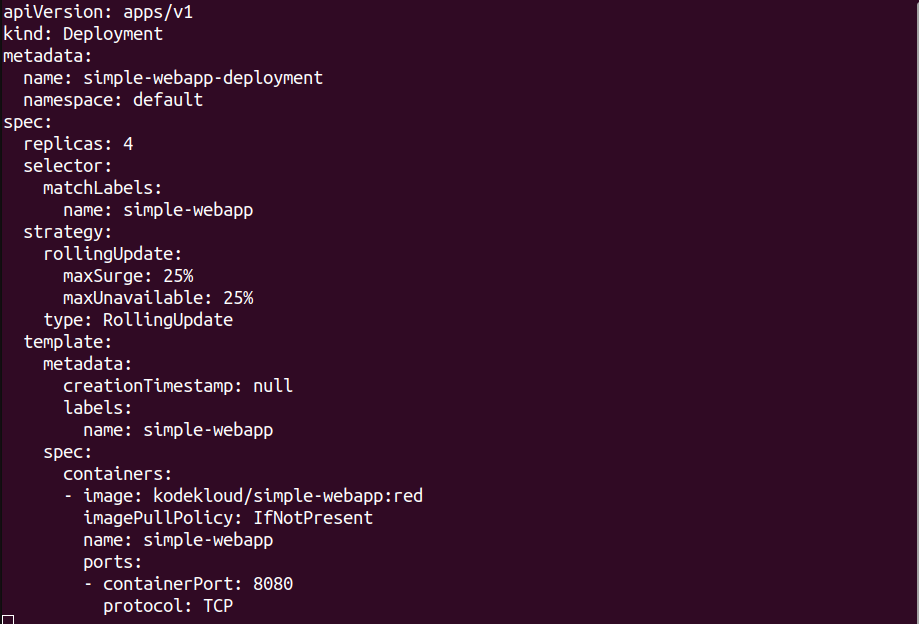 apiVersion: apps/v1
kind: Deployment
metadata:
  name: simple-webapp-deployment
  namespace: default
spec:
  replicas: 4
  selector:
    matchLabels:
      name: simple-webapp
  strategy:
    rollingUpdate:
      maxSurge: 25%
      maxUnavailable: 25%
    type: RollingUpdate
  template:
    metadata:
      creationTimestamp: null
      labels:
        name: simple-webapp
    spec:
      containers:
      - image: kodekloud/simple-webapp:red
        imagePullPolicy: IfNotPresent
        name: simple-webapp
        ports:
        - containerPort: 8080
          protocol: TCP